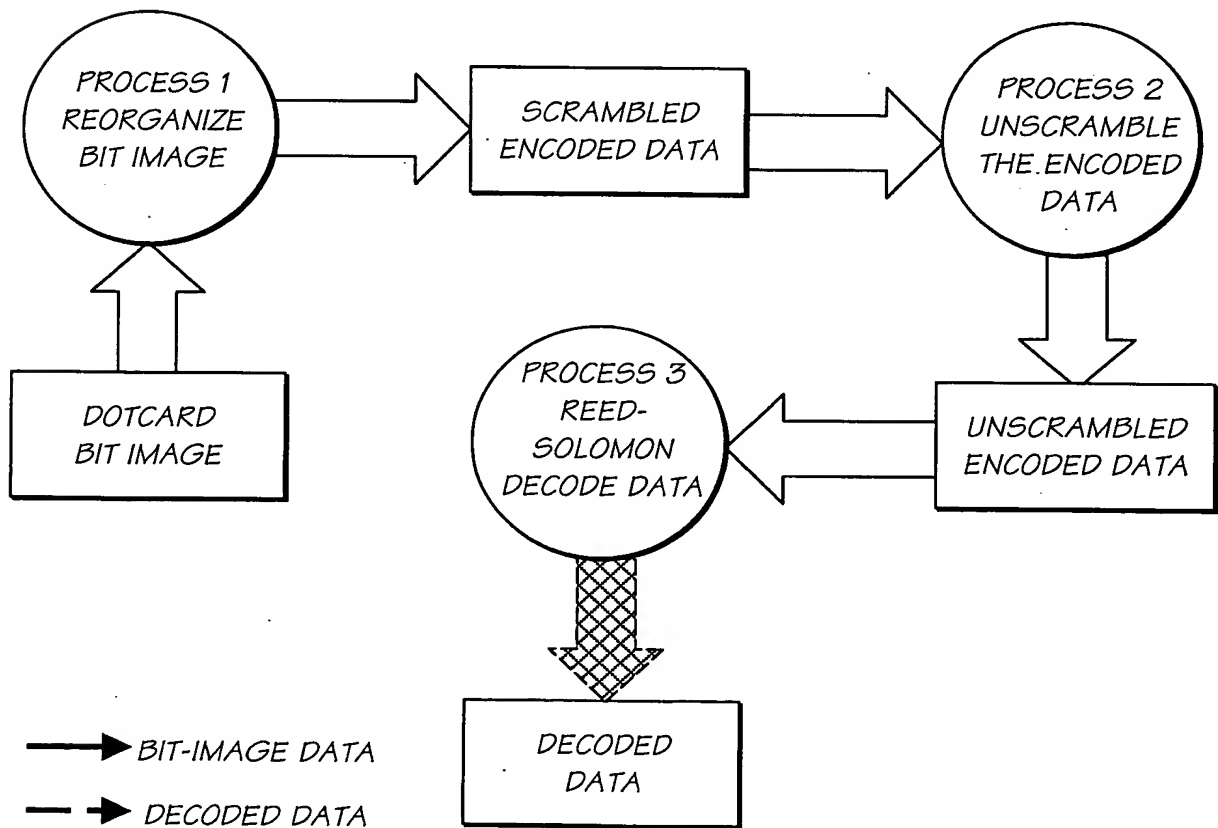 PROCESS 1
REORGANIZE
BIT IMAGE
SCRAMBLED
ENCODED DATA
PROCESS 2
UNSCRAMBLE
THE.ENCODED
DATA
DOTCARD
BIT IMAGE
PROCESS 3
REED-
SOLOMON
DECODE DATA
UNSCRAMBLED
ENCODED DATA
DECODED
DATA
BIT-IMAGE DATA
DECODED DATA